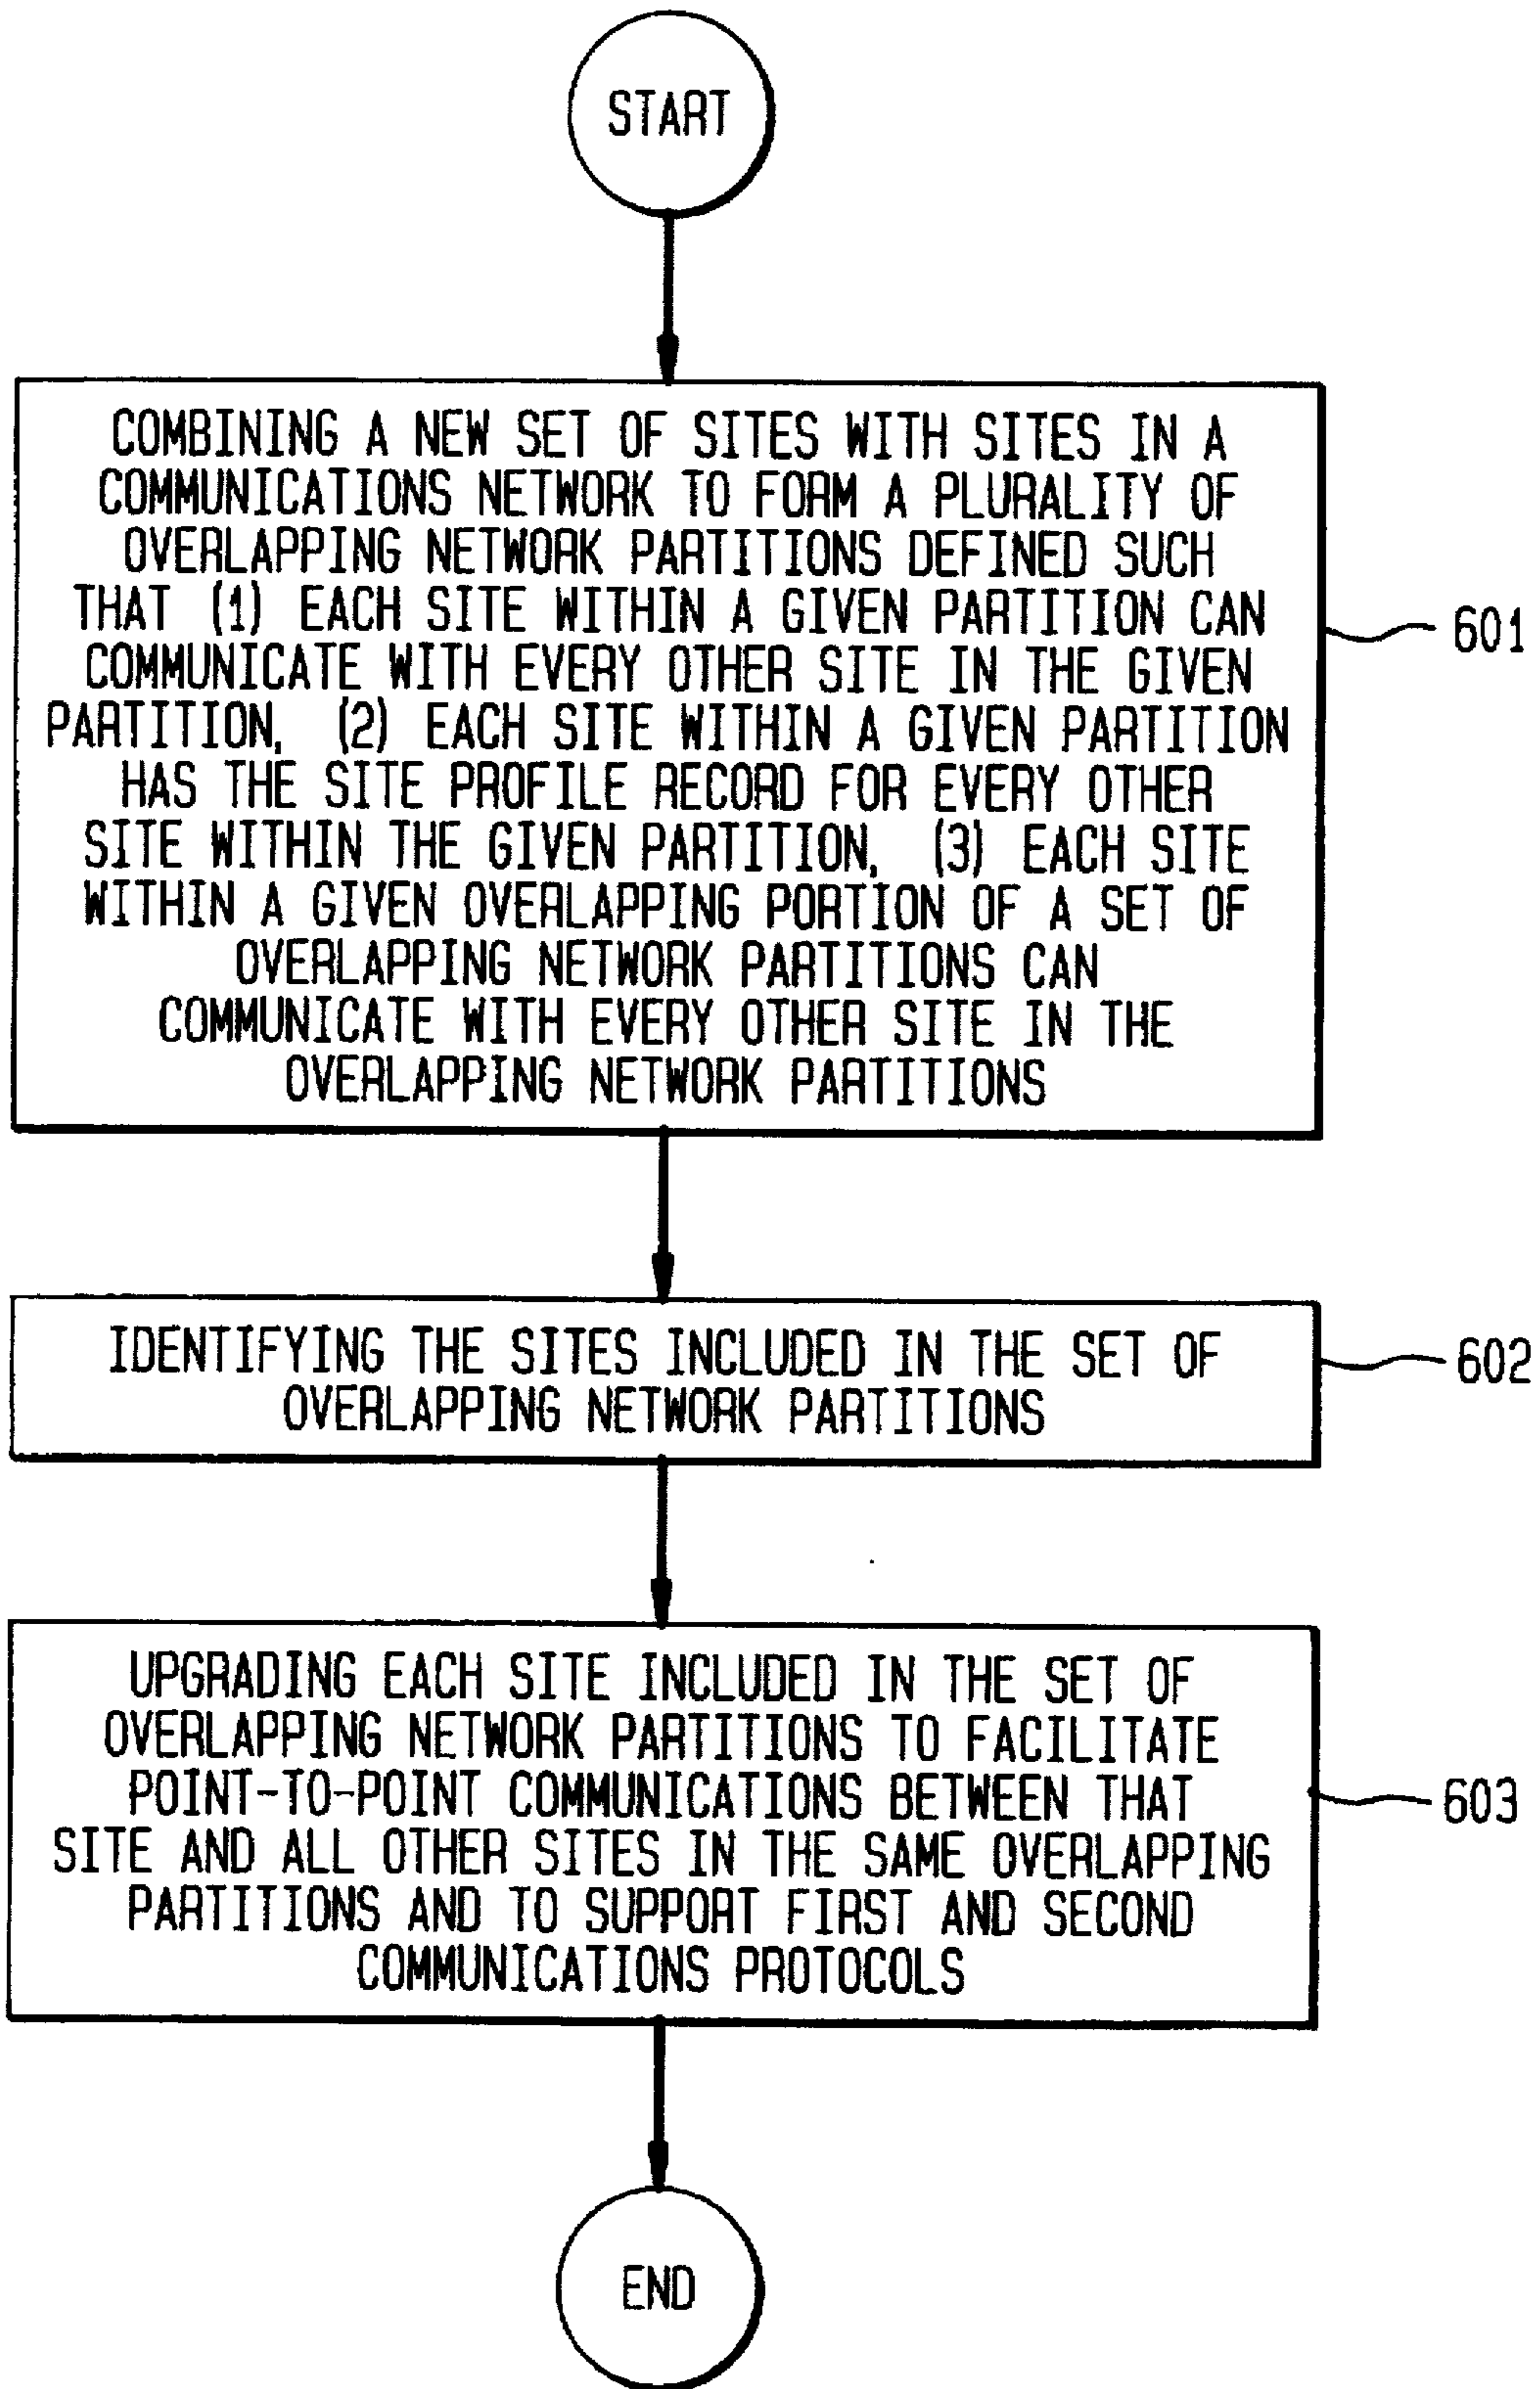 START
COMBINING A NEW SET OF SITES WITH SITES IN A
COMMUNICATIONS NETWORK TO FORM A PLURALITY OF
OVERLAPPING NETWORK PARTITIONS DEFINED SUCH
THAT (1) EACH SITE WITHIN A GIVEN PARTITION CAN
COMMUNICATE WITH EVERY OTHER SITE IN THE GIVEN
PARTITION, (2) EACH SITE WITHIN A GIVEN PARTITION
HAS THE SITE PROFILE RECORD FOR EVERY OTHER
SITE WITHIN THE GIVEN PARTITION, (3) EACH SITE
WITHIN A GIVEN OVERLAPPING PORTION OF A SET OF
OVERLAPPING NETWORK PARTITIONS CAN
COMMUNICATE WITH EVERY OTHER SITE IN THE
OVERLAPPING NETWORK PARTITIONS
601
IDENTIFYING THE SITES INCLUDED IN THE SET OF
OVERLAPPING NETWORK PARTITIONS
602
UPGRADING EACH SITE INCLUDED IN THE SET OF
OVERLAPPING NETWORK PARTITIONS TO FACILITATE
POINT-TO-POINT COMMUNICATIONS BETWEEN THAT
SITE AND ALL OTHER SITES IN THE SAME OVERLAPPING
PARTITIONS AND TO SUPPORT FIRST AND SECOND
COMMUNICATIONS PROTOCOLS
603
END